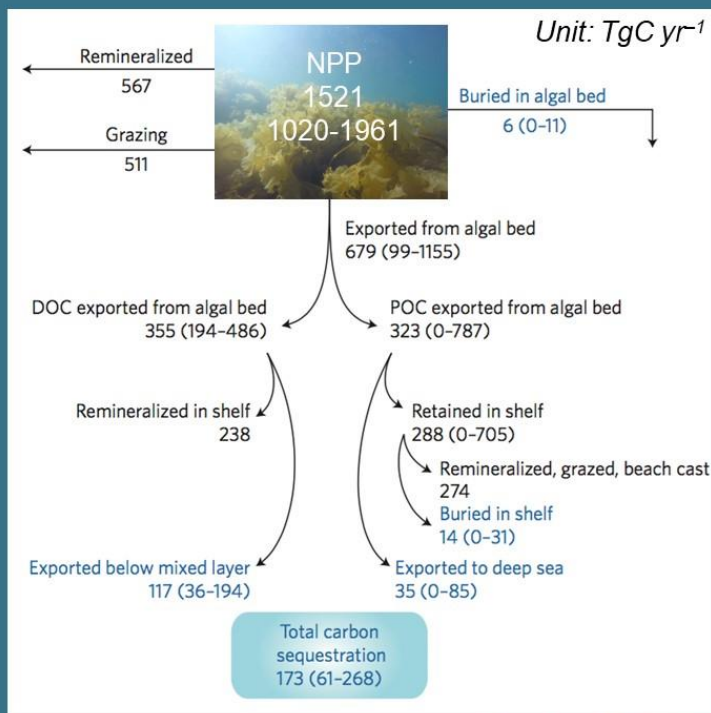 Unit: TgC yr⁻¹
Remineralized
567
NPP
1521
1020-1961
Buried in algal bed
6 (0–11)
Grazing
511
Exported from algal bed
679 (99–1155)
DOC exported from algal bed
355 (194–486)
POC exported from algal bed
323 (0–787)
Remineralized in shelf
238
Retained in shelf
288 (0–705)
Remineralized, grazed, beach cast
274
Buried in shelf
14 (0–31)
Exported below mixed layer
117 (36–194)
Exported to deep sea
35 (0–85)
Total carbon
sequestration
173 (61–268)